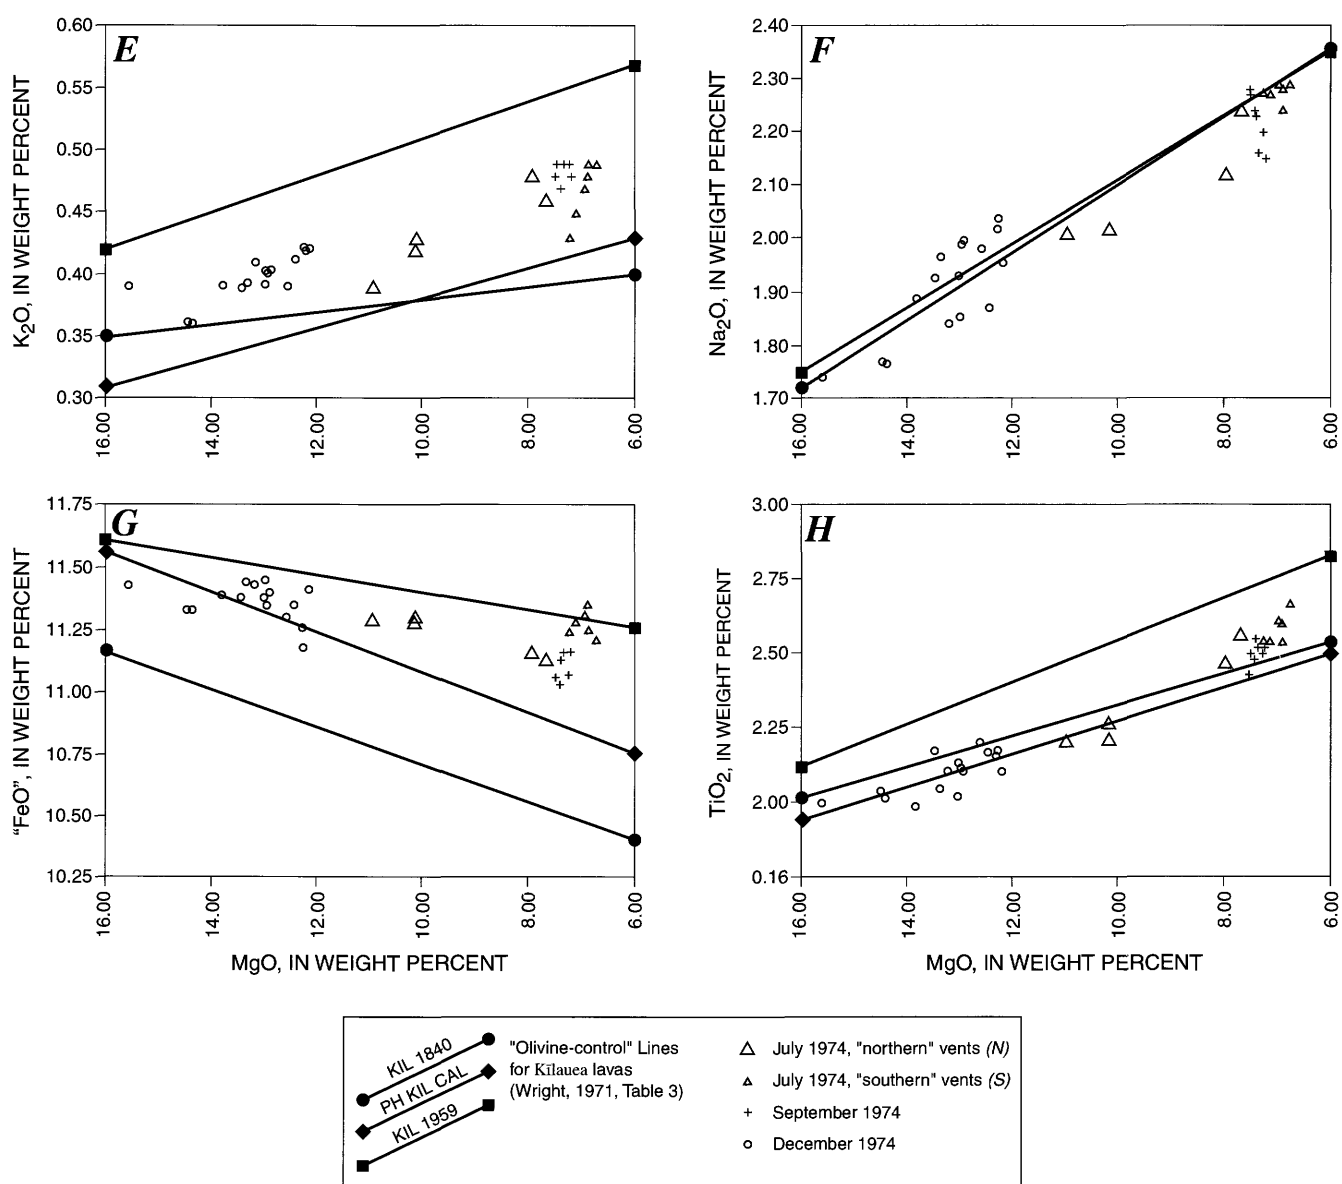 E
0.60
0.55
0.50
0.45
0.40
0.35
0.30
K2O, IN WEIGHT PERCENT
16.00 14.00 12.00 10.00 8.00 6.00
F
2.40
2.30
2.20
2.10
2.00
1.90
1.80
1.70
Na2O, IN WEIGHT PERCENT
16.00 14.00 12.00 10.00 8.00 6.00
G
11.75
11.50
11.25
11.00
10.75
10.50
10.25
"FeO", IN WEIGHT PERCENT
16.00 14.00 12.00 10.00 8.00 6.00
MgO, IN WEIGHT PERCENT
H
3.00
2.75
2.50
2.25
2.00
0.16
TiO2, IN WEIGHT PERCENT
16.00 14.00 12.00 10.00 8.00 6.00
MgO, IN WEIGHT PERCENT
KIL 1840
PH KIL CAL
KIL 1959
"Olivine-control" Lines
for Kīlauea lavas
(Wright, 1971, Table 3)
July 1974, "northern" vents (N)
July 1974, "southern" vents (S)
September 1974
December 1974